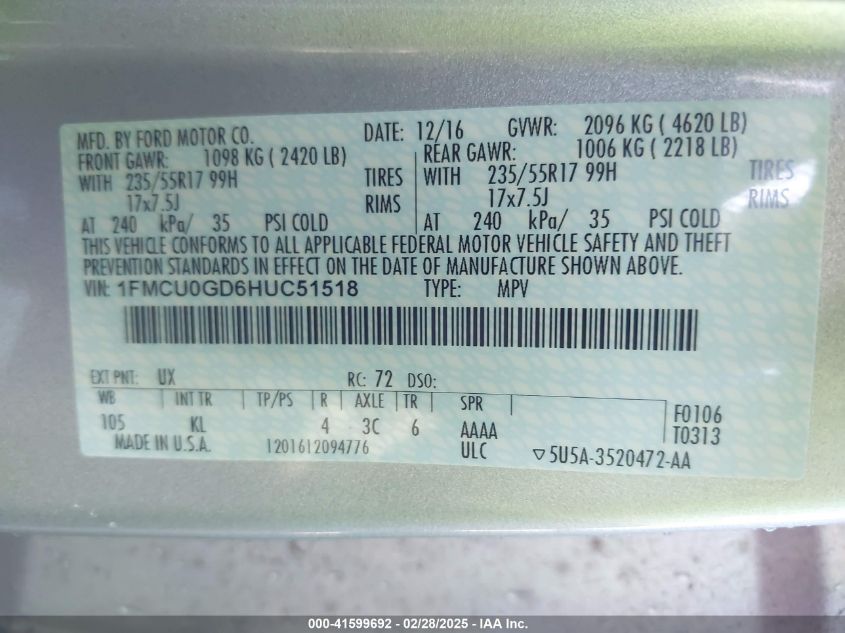 MFD. BY FORD MOTOR CO. DATE: 12/16 GVWR: 2096 KG ( 4620 LB)
FRONT GAWR: 1098 KG ( 2420 LB) REAR GAWR: 1006 KG ( 2218 LB)
WITH 235/55R17 99H TIRES WITH 235/55R17 99H TIRES
17x7.5J RIMS 17x7.5J RIMS
AT 240 kPa/ 35 PSI COLD AT 240 kPa/ 35 PSI COLD
THIS VEHICLE CONFORMS TO ALL APPLICABLE FEDERAL MOTOR VEHICLE SAFETY AND THEFT
PREVENTION STANDARDS IN EFFECT ON THE DATE OF MANUFACTURE SHOWN ABOVE.
VIN: 1FMCU0GD6HUC51518 TYPE: MPV
EXT PNT: UX RC: 72 DSO:
WB INT TR TP/PS R AXLE TR SPR
105 KL 4 3C 6 AAAA F0106
MADE IN U.S.A. 1201612094776 ULC T0313
▽5U5A-3520472-AA
000-41599692 - 02/28/2025 - IAA Inc.